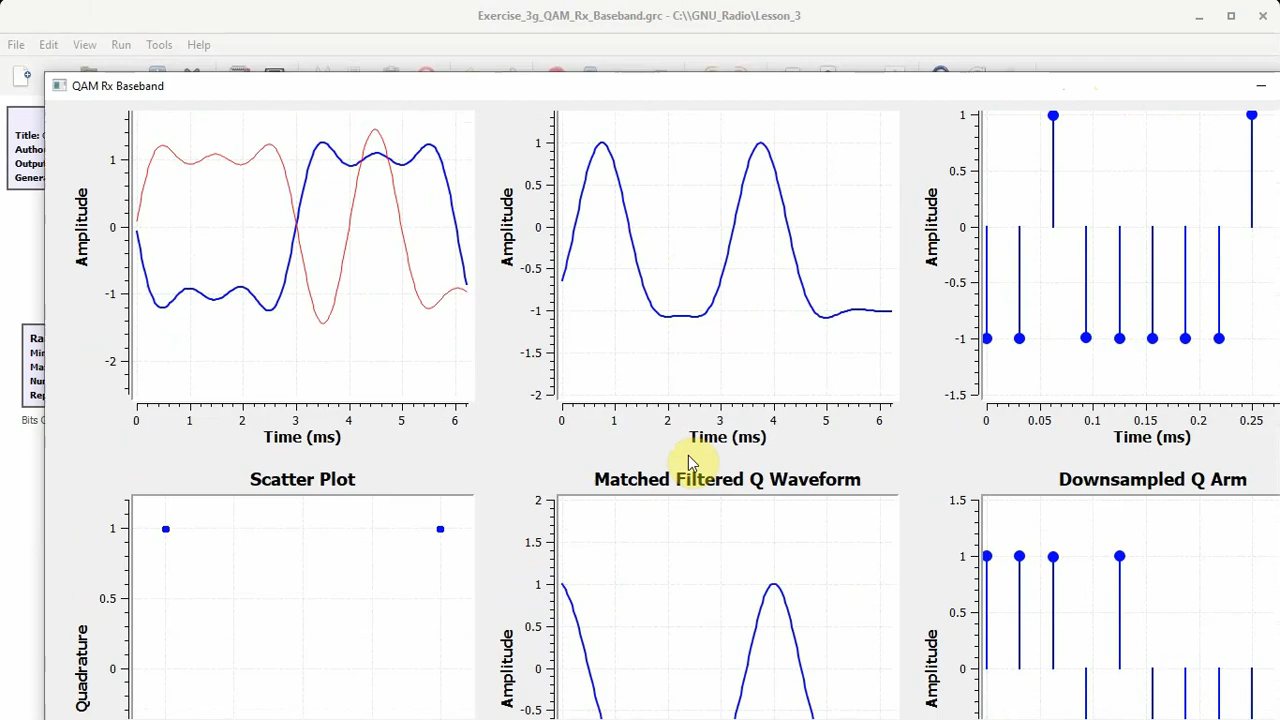 Exercise_3g_QAM_Rx_Baseband.grc - C:\\GNU_Radio\Lesson_3
File Edit View Run Tools Help
QAM Rx Baseband
Title:
Author
Output
Gener
Ra
Min
Ma
Nu
Rep
Bits
Amplitude
1
0
-1
-2
0 1 2 3 4 5 6
Time (ms)
Amplitude
1
0.5
0
-0.5
-1
-1.5
-2
0 1 2 3 4 5 6
Time (ms)
Amplitude
1
0.5
0
-0.5
-1
-1.5
0 0.05 0.1 0.15 0.2 0.25
Time (ms)
Scatter Plot
Quadrature
1
0.5
0
Matched Filtered Q Waveform
Amplitude
2
1.5
1
0.5
0
-0.5
Downsampled Q Arm
Amplitude
1.5
1
0.5
0